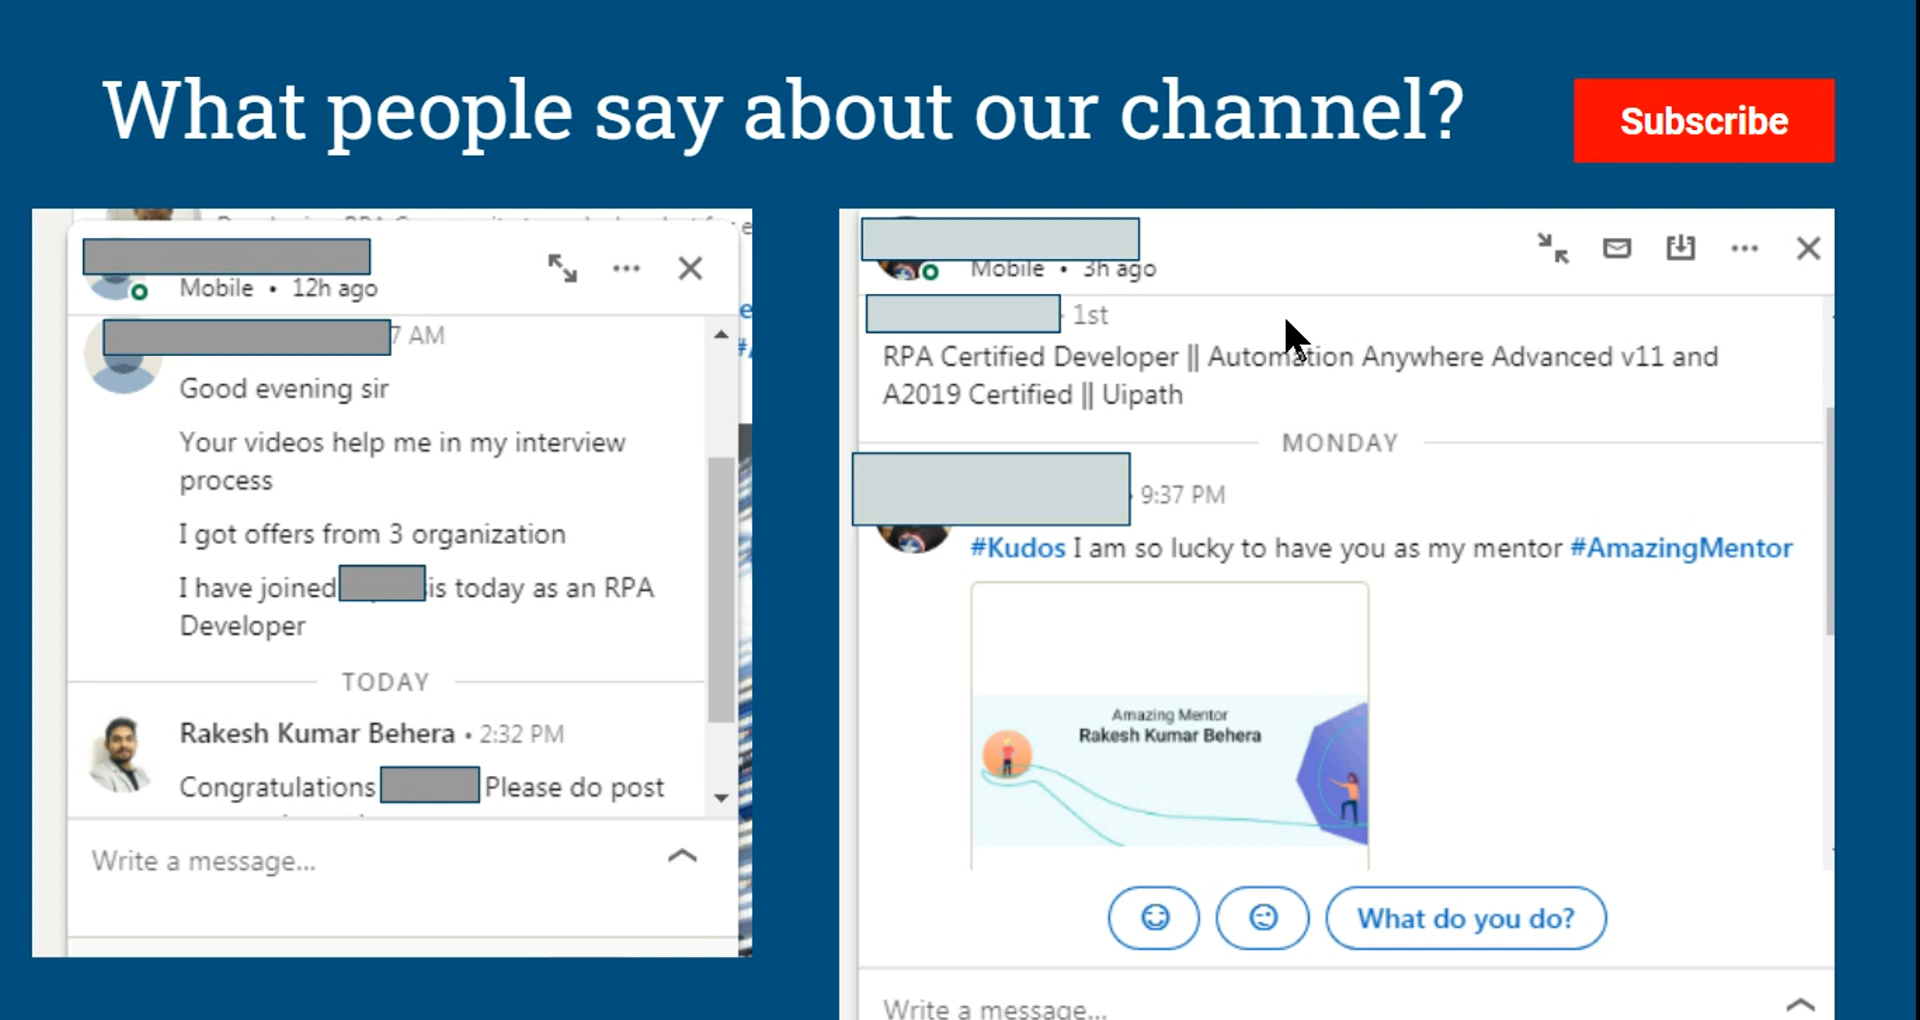 What people say about our channel?
Subscribe
Mobile • 12h ago
7 AM
Good evening sir
Your videos help me in my interview
process
I got offers from 3 organization
I have joined is today as an RPA
Developer
TODAY
Rakesh Kumar Behera • 2:32 PM
Congratulations Please do post
Write a message...
Mobile • 3h ago
1st
RPA Certified Developer || Automation Anywhere Advanced v11 and
A2019 Certified || Uipath
MONDAY
9:37 PM
#Kudos I am so lucky to have you as my mentor #AmazingMentor
Amazing Mentor
Rakesh Kumar Behera
What do you do?
Write a message...